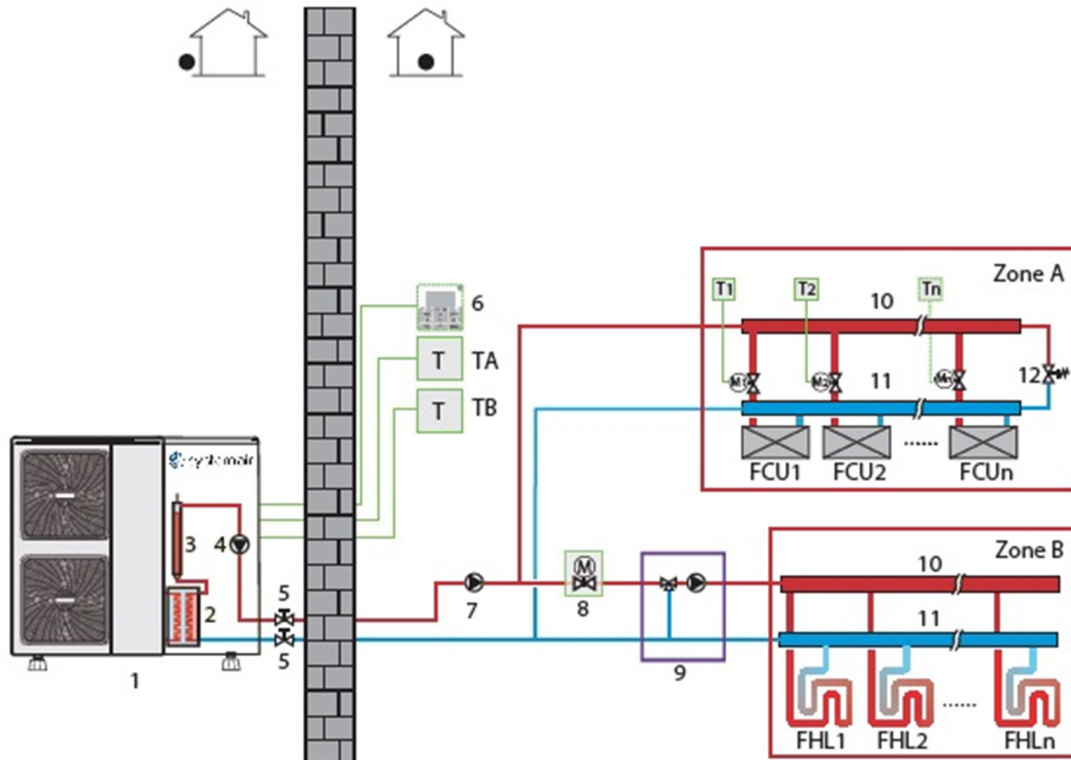 Zone A
T1
T2
Tn
10
6
T
TA
M1
M2
Mn
12
11
T
TB
FCU1
FCU2
......
FCUn
systemair
3
4
Zone B
M
10
2
5
7
8
11
5
9
1
......
FHL1
FHL2
FHLn